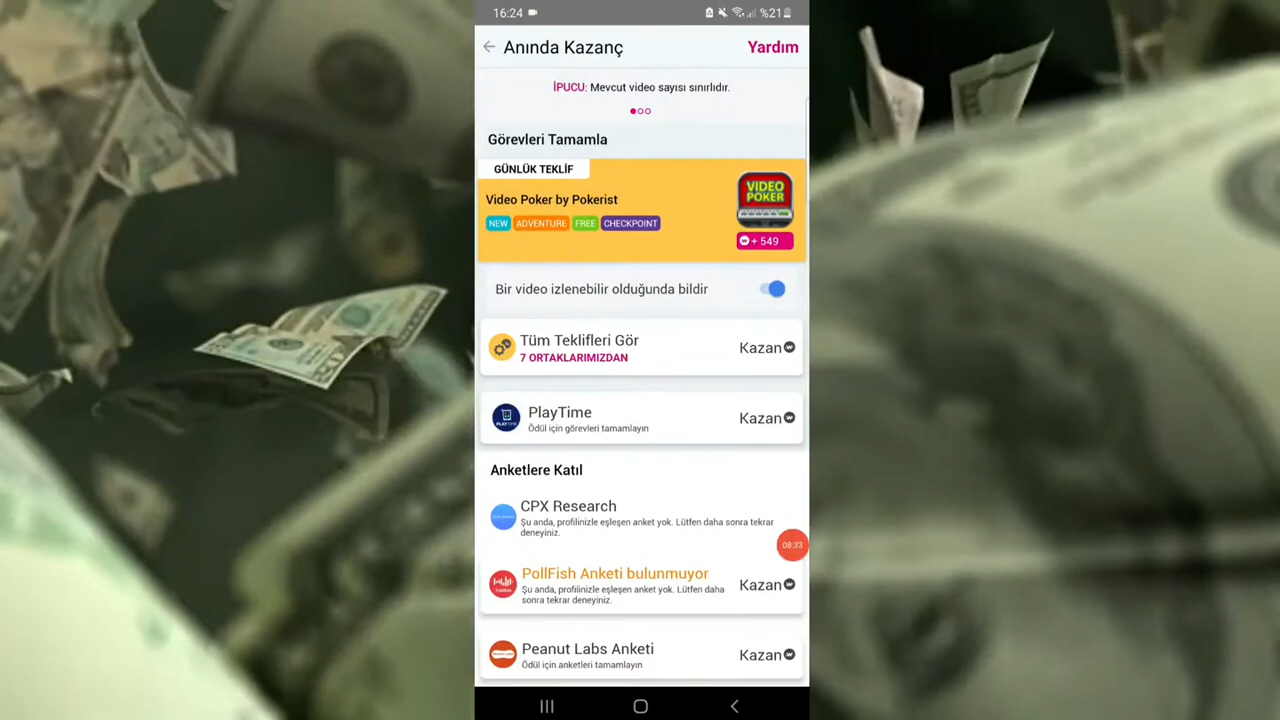 16:24
%21
Anında Kazanç
Yardım
İPUCU: Mevcut video sayısı sınırlıdır.
Görevleri Tamamla
GÜNLÜK TEKLİF
Video Poker by Pokerist
NEW ADVENTURE FREE CHECKPOINT
VIDEO
POKER
+ 549
Bir video izlenebilir olduğunda bildir
Tüm Teklifleri Gör
7 ORTAKLARIMIZDAN
Kazan
PLAYTIME
PlayTime
Ödül için görevleri tamamlayın
Kazan
Anketlere Katıl
CPX Research
Şu anda, profilinizle eşleşen anket yok. Lütfen daha sonra tekrar
deneyiniz.
08:33
PollFish Anketi bulunmuyor
Şu anda, profilinizle eşleşen anket yok. Lütfen daha
sonra tekrar deneyiniz.
Kazan
Peanut Labs Anketi
Ödül için anketleri tamamlayın
Kazan